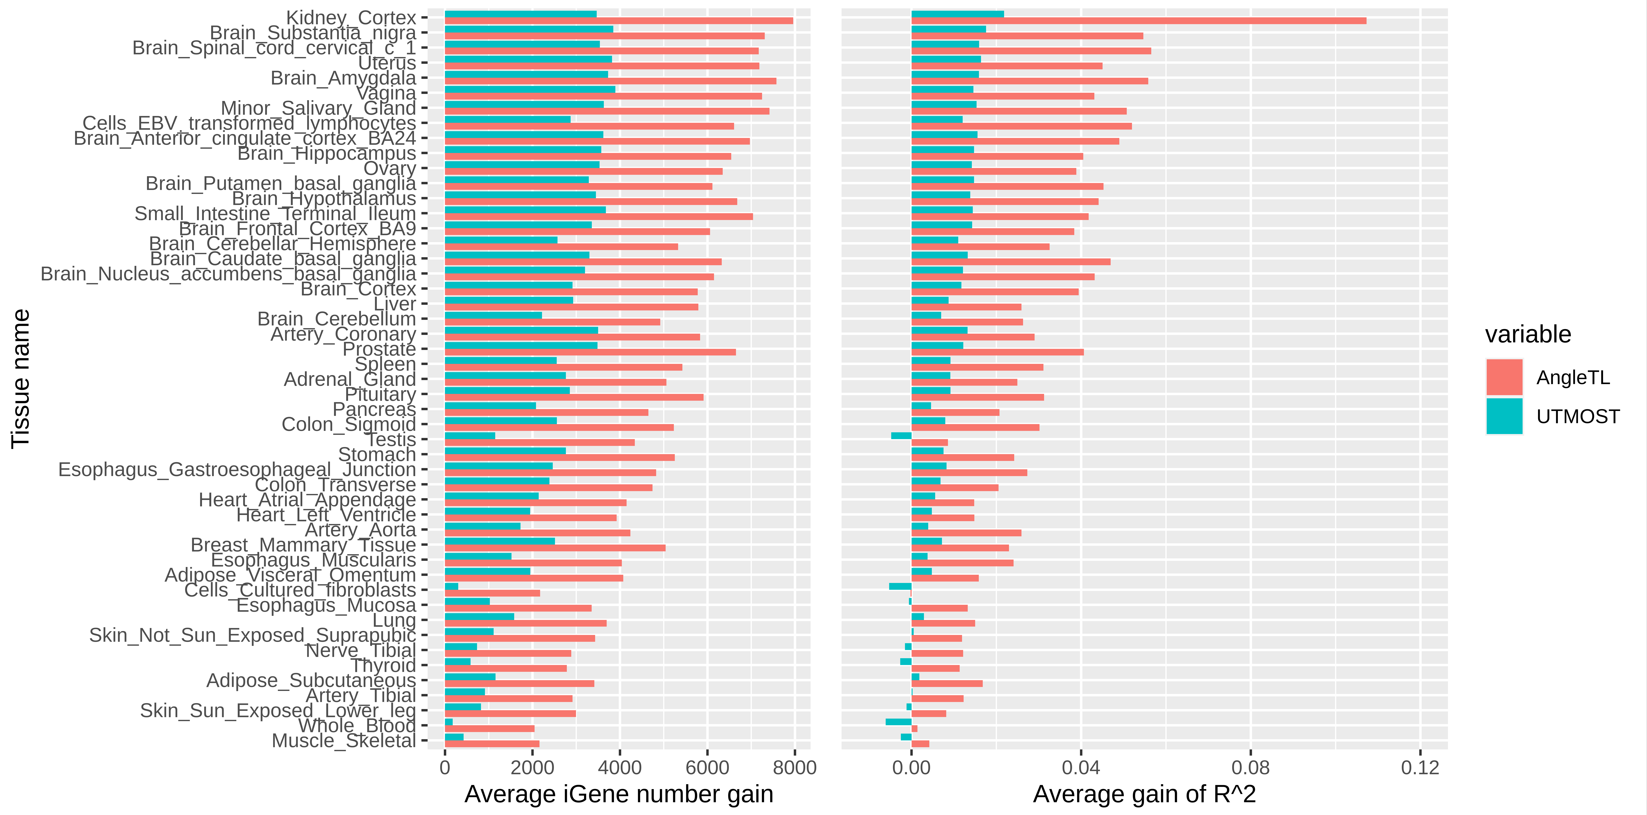 Tissue name
Kidney_Cortex
Brain_Substantia_nigra
Brain_Spinal_cord_cervical_c_1
Uterus
Brain_Amygdala
Vagina
Minor_Salivary_Gland
Cells_EBV_transformed_lymphocytes
Brain_Anterior_cingulate_cortex_BA24
Brain_Hippocampus
Ovary
Brain_Putamen_basal_ganglia
Brain_Hypothalamus
Small_Intestine_Terminal_Ileum
Brain_Frontal_Cortex_BA9
Brain_Cerebellar_Hemisphere
Brain_Caudate_basal_ganglia
Brain_Nucleus_accumbens_basal_ganglia
Brain_Cortex
Liver
Brain_Cerebellum
Artery_Coronary
Prostate
Spleen
Adrenal_Gland
Pituitary
Pancreas
Colon_Sigmoid
Testis
Stomach
Esophagus_Gastroesophageal_Junction
Colon_Transverse
Heart_Atrial_Appendage
Heart_Left_Ventricle
Artery_Aorta
Breast_Mammary_Tissue
Esophagus_Muscularis
Adipose_Visceral_Omentum
Cells_Cultured_fibroblasts
Esophagus_Mucosa
Lung
Skin_Not_Sun_Exposed_Suprapubic
Nerve_Tibial
Thyroid
Adipose_Subcutaneous
Artery_Tibial
Skin_Sun_Exposed_Lower_leg
Whole_Blood
Muscle_Skeletal
0 2000 4000 6000 8000
Average iGene number gain
0.00 0.04 0.08 0.12
Average gain of R^2
variable
AngleTL
UTMOST